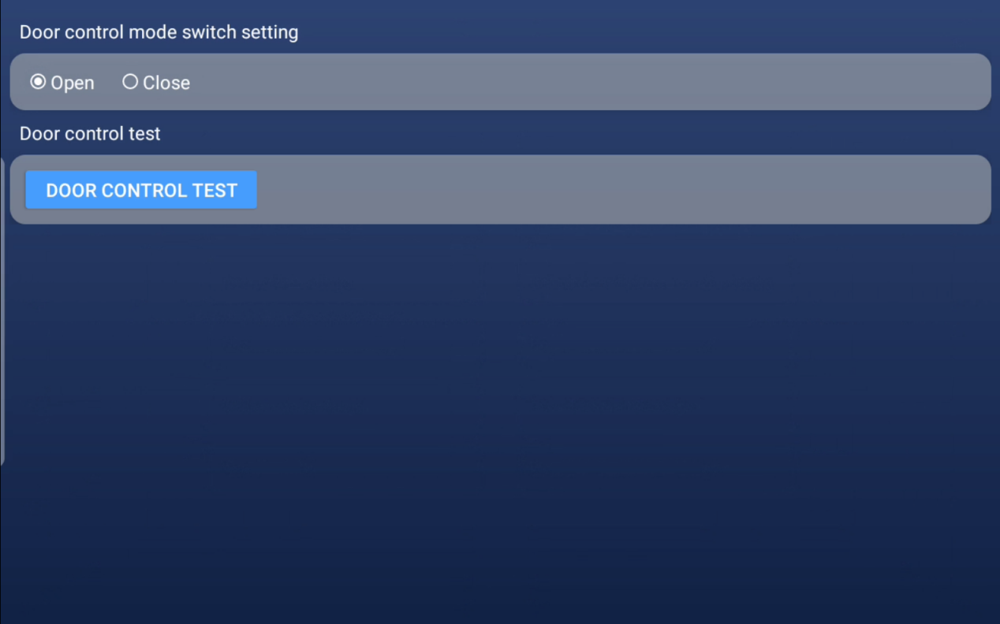 Door control mode switch setting
Open Close
Door control test
DOOR CONTROL TEST